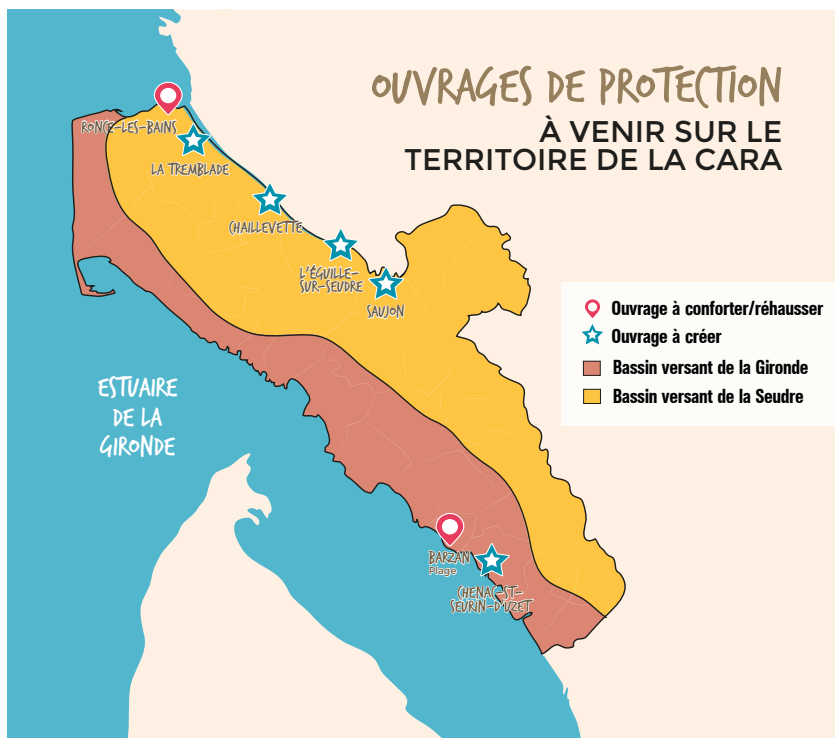 OUVRAGES DE PROTECTION
À VENIR SUR LE
TERRITOIRE DE LA CARA
RONCE-LES-BAINS
LA TREMBLADE
CHAILLEVETTE
L'ÉGUILLE-
SUR-SEUDRE
SAUJON
Ouvrage à conforter/réhausser
Ouvrage à créer
Bassin versant de la Gironde
Bassin versant de la Seudre
ESTUAIRE
DE LA
GIRONDE
BARZAN
Plage
CHENAC-ST-
SEURIN-D'UZET